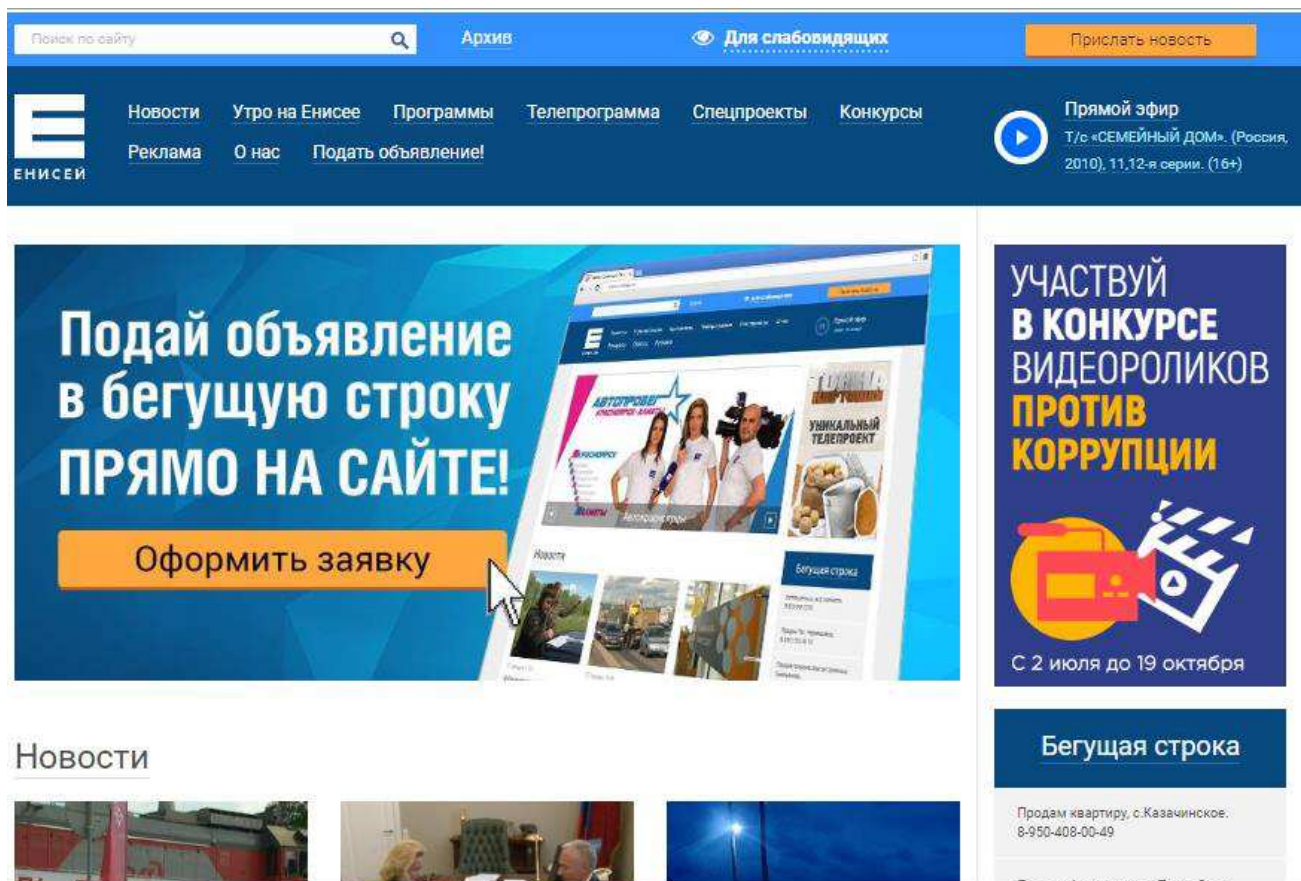 Поиск по сайту
Архив
Для слабовидящих
Прислать новость
ЕНИСЕЙ
Новости Утро на Енисее Программы Телепрограмма Спецпроекты Конкурсы
Реклама О нас Подать объявление!
Прямой эфир
Т/с «СЕМЕЙНЫЙ ДОМ». (Россия,
2010), 11,12-я серии. (16+)
Подай объявление
в бегущую строку
ПРЯМО НА САЙТЕ!
Оформить заявку
АВТОПРОБЕГ
УНИКАЛЬНЫЙ
ТЕЛЕПРОЕКТ
Новости
Бегущая строка
УЧАСТВУЙ
В КОНКУРСЕ
ВИДЕОРОЛИКОВ
ПРОТИВ
КОРРУПЦИИ
С 2 июля до 19 октября
Новости
Бегущая строка
Продам квартиру, с.Казачинское.
8-950-408-00-49